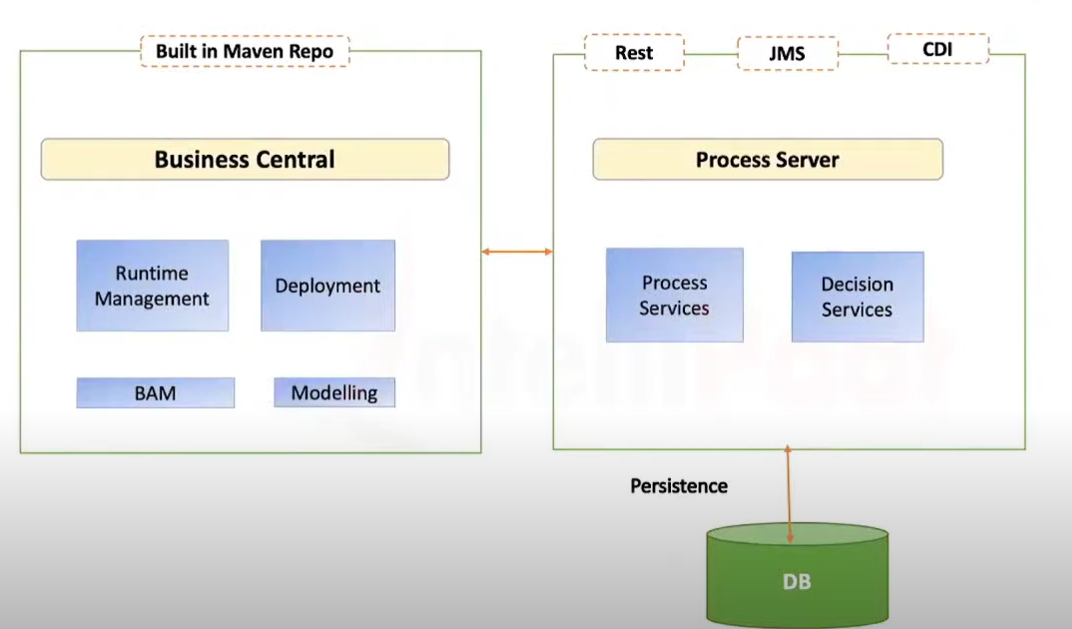 Built in Maven Repo
Rest
JMS
CDI
Business Central
Process Server
Runtime
Management
Deployment
Process
Services
Decision
Services
BAM
Modelling
Persistence
DB